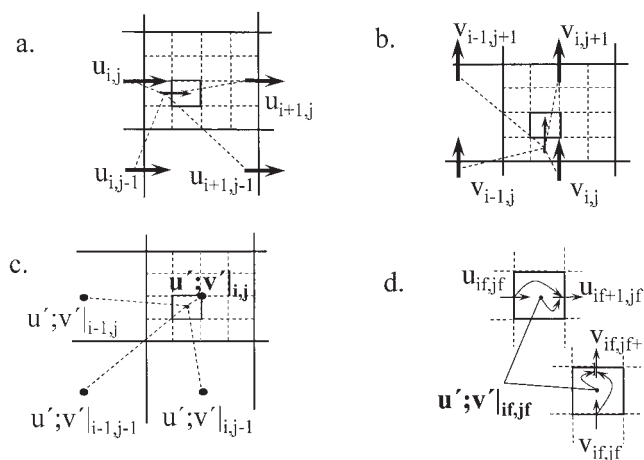 a.
u_{i,j}
u_{i+1,j}
u_{i,j-1}
u_{i+1,j-1}
b.
v_{i-1,j+1}
v_{i,j+1}
v_{i-1,j}
v_{i,j}
c.
u´;v´|_{i,j}
u´;v´|_{i-1,j}
u´;v´|_{i-1,j-1}
u´;v´|_{i,j-1}
d.
u_{if,jf}
u_{if+1,jf}
v_{if,jf+}
u´;v´|_{if,jf}
v_{if,jf}